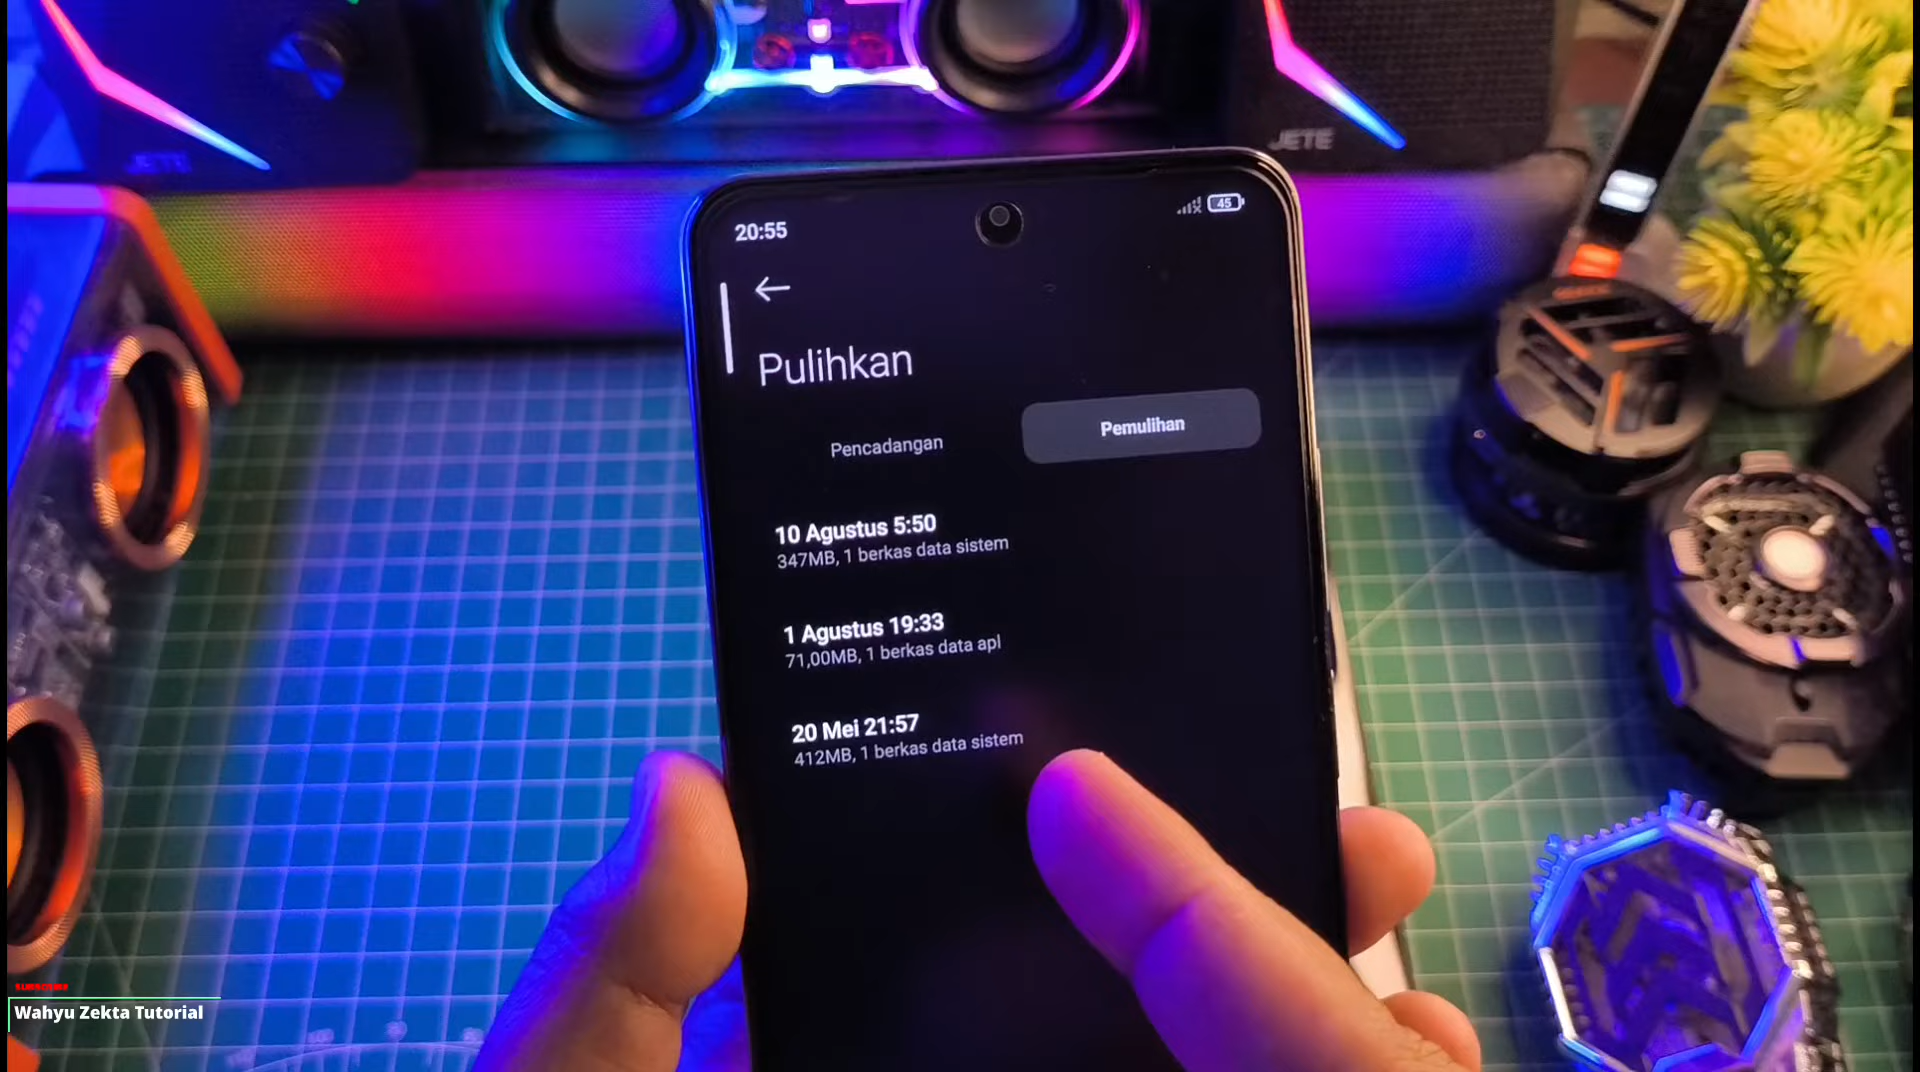 JETE
JETE
20:55
45
Pulihkan
Pencadangan
Pemulihan
10 Agustus 5:50
347MB, 1 berkas data sistem
1 Agustus 19:33
71,00MB, 1 berkas data apl
20 Mei 21:57
412MB, 1 berkas data sistem
SUBSCRIBE
Wahyu Zekta Tutorial